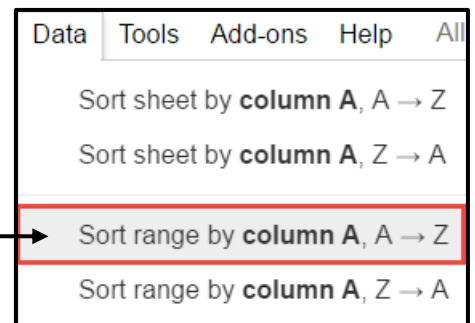 Data Tools Add-ons Help All
Sort sheet by column A, A → Z
Sort sheet by column A, Z → A
Sort range by column A, A → Z
Sort range by column A, Z → A